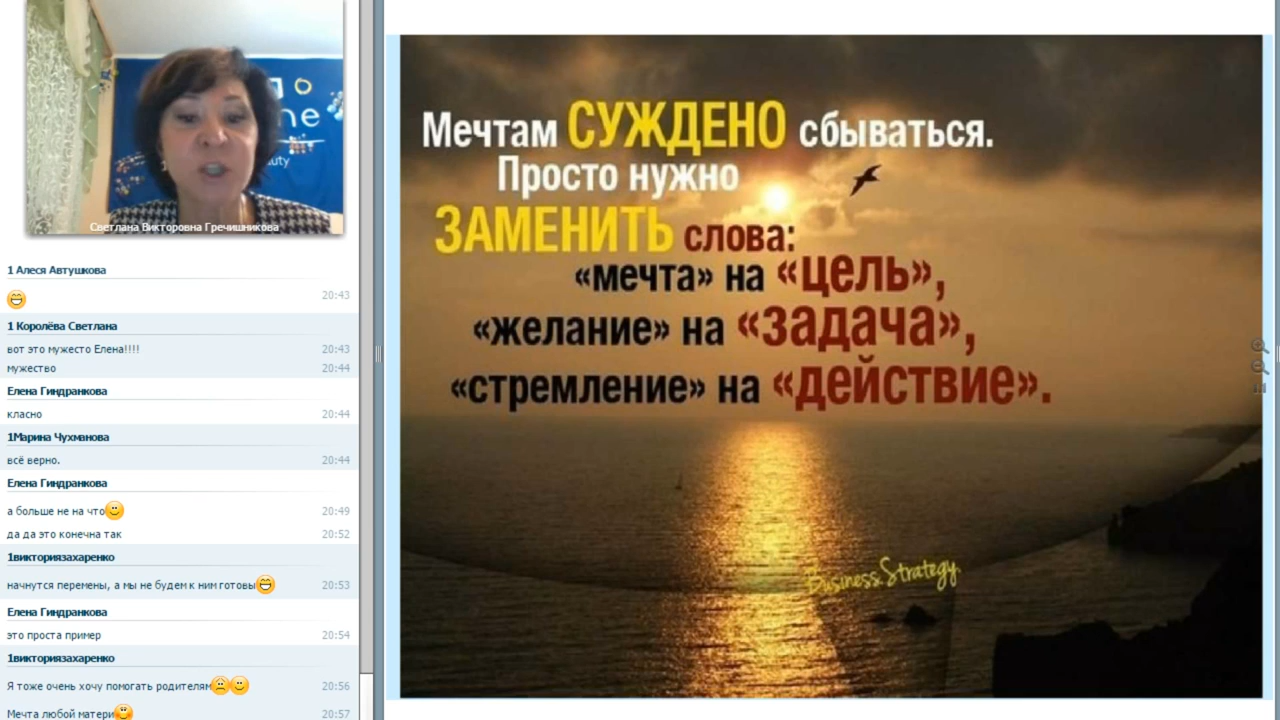 ne
uty
Светлана Викторовна Гречишникова
1 Алеся Автушкова
20:43
1 Королёва Светлана
вот это мужесто Елена!!!! 20:43
мужество 20:44
Елена Гиндранкова
класно 20:44
1Марина Чухманова
всё верно. 20:44
Елена Гиндранкова
а больше не на что 20:49
да да это конечна так 20:52
1викториязахаренко
начнутся перемены, а мы не будем к ним готовы 20:53
Елена Гиндранкова
это проста пример 20:54
1викториязахаренко
Я тоже очень хочу помогать родителям 20:56
Мечта любой матери 20:57
Мечтам СУЖДЕНО сбываться.
Просто нужно
ЗАМЕНИТЬ слова:
«мечта» на «цель»,
«желание» на «задача»,
«стремление» на «действие».
Business Strategy